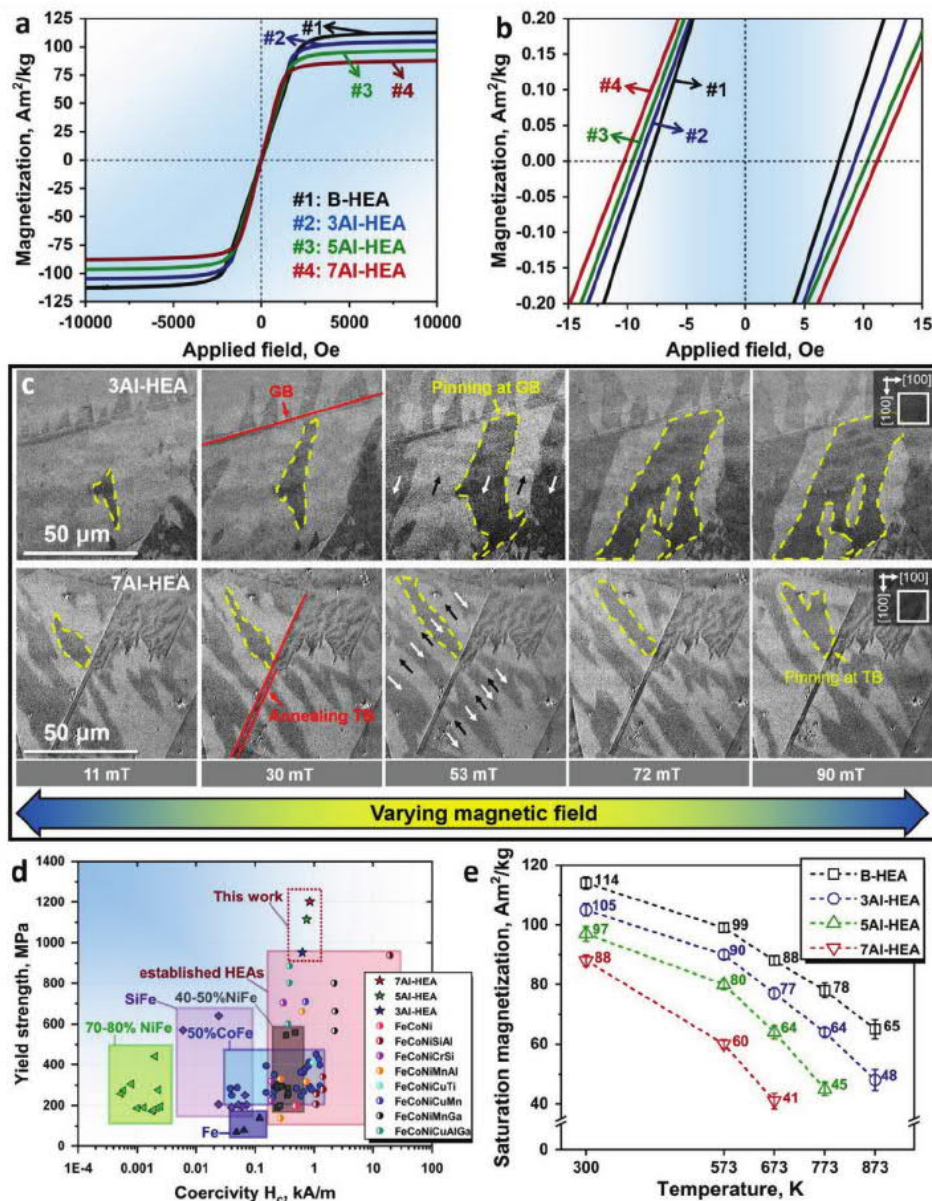 a
b
Magnetization, Am²/kg
125
100
75
50
25
0
-25
-50
-75
-100
125
#1
#2
#3
#4
#1: B-HEA
#2: 3Al-HEA
#3: 5Al-HEA
#4: 7Al-HEA
-10000 -5000 0 5000 10000
Applied field, Oe
Magnetization, Am²/kg
0.20
0.15
0.10
0.05
0.00
-0.05
-0.10
-0.15
0.20
#4
#3
#1
#2
-15 -10 -5 0 5 10 15
Applied field, Oe
c
3Al-HEA
50 µm
GB
Pinning at GB
[100]
[100]
7Al-HEA
50 µm
Annealing TB
[100]
[100]
Pinning at TB
11 mT 30 mT 53 mT 72 mT 90 mT
Varying magnetic field
d
Yield strength, MPa
1400
1200
1000
800
600
400
200
0
This work
established HEAs
SiFe
40-50%NiFe
70-80% NiFe
50%CoFe
Fe
7Al-HEA
5Al-HEA
3Al-HEA
FeCoNi
FeCoNiSiAl
FeCoNiCrSi
FeCoNiMnAl
FeCoNiCuTi
FeCoNiCuMn
FeCoNiMnGa
FeCoNiCuAlGa
1E-4 0.001 0.01 0.1 1 10 100
Coercivity Hc, kA/m
e
Saturation magnetization, Am²/kg
120
100
80
60
40
0
B-HEA
3Al-HEA
5Al-HEA
7Al-HEA
114
105
97
88
99
90
80
60
88
77
64
41
78
64
45
65
48
300 573 673 773 873
Temperature, K